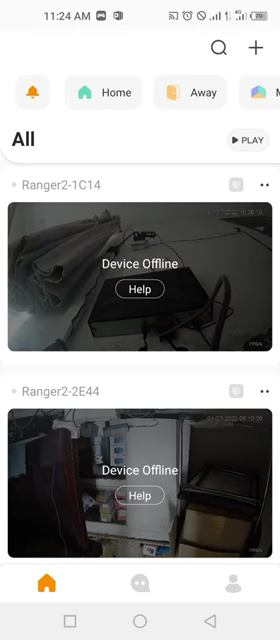 11:24 AM
Home
Away
All
PLAY
Ranger2-1C14
Device Offline
Help
Ranger2-2E44
Device Offline
Help